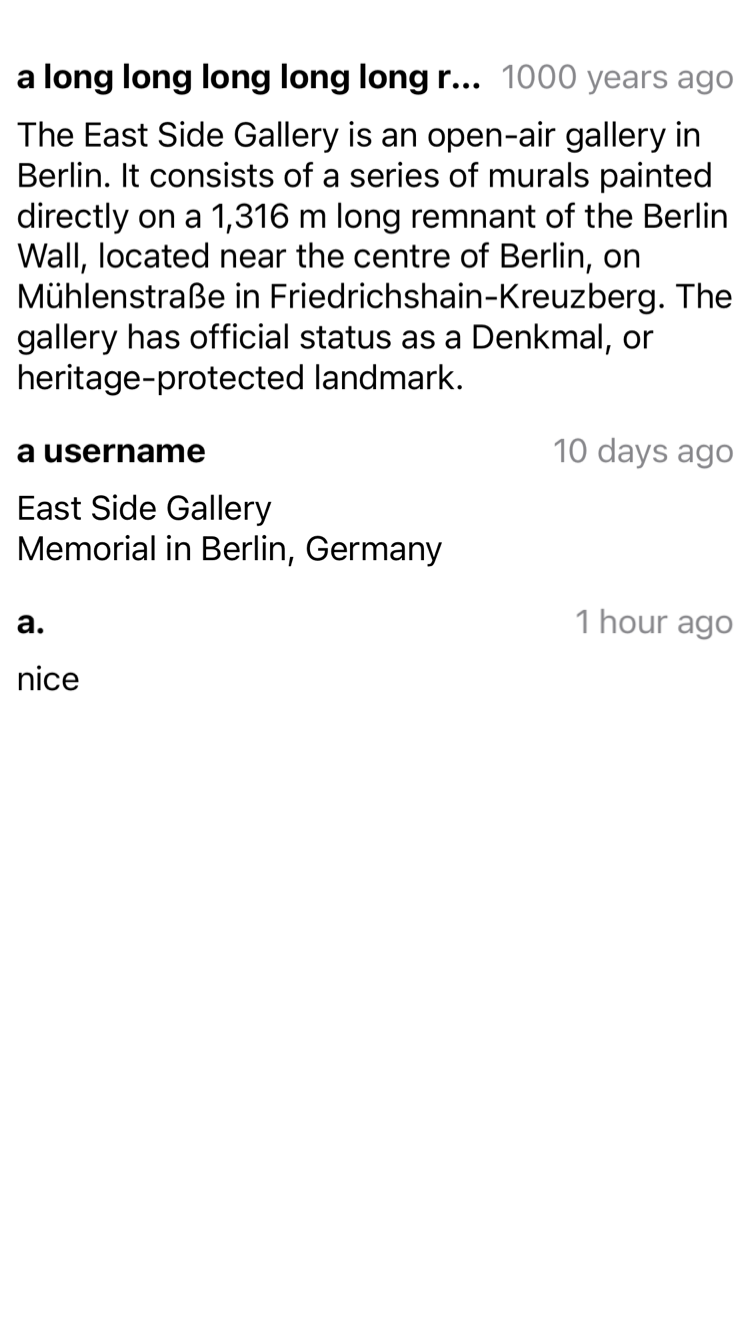 a long long long long long r... 1000 years ago
The East Side Gallery is an open-air gallery in
Berlin. It consists of a series of murals painted
directly on a 1,316 m long remnant of the Berlin
Wall, located near the centre of Berlin, on
Mühlenstraße in Friedrichshain-Kreuzberg. The
gallery has official status as a Denkmal, or
heritage-protected landmark.
a username 10 days ago
East Side Gallery
Memorial in Berlin, Germany
a. 1 hour ago
nice